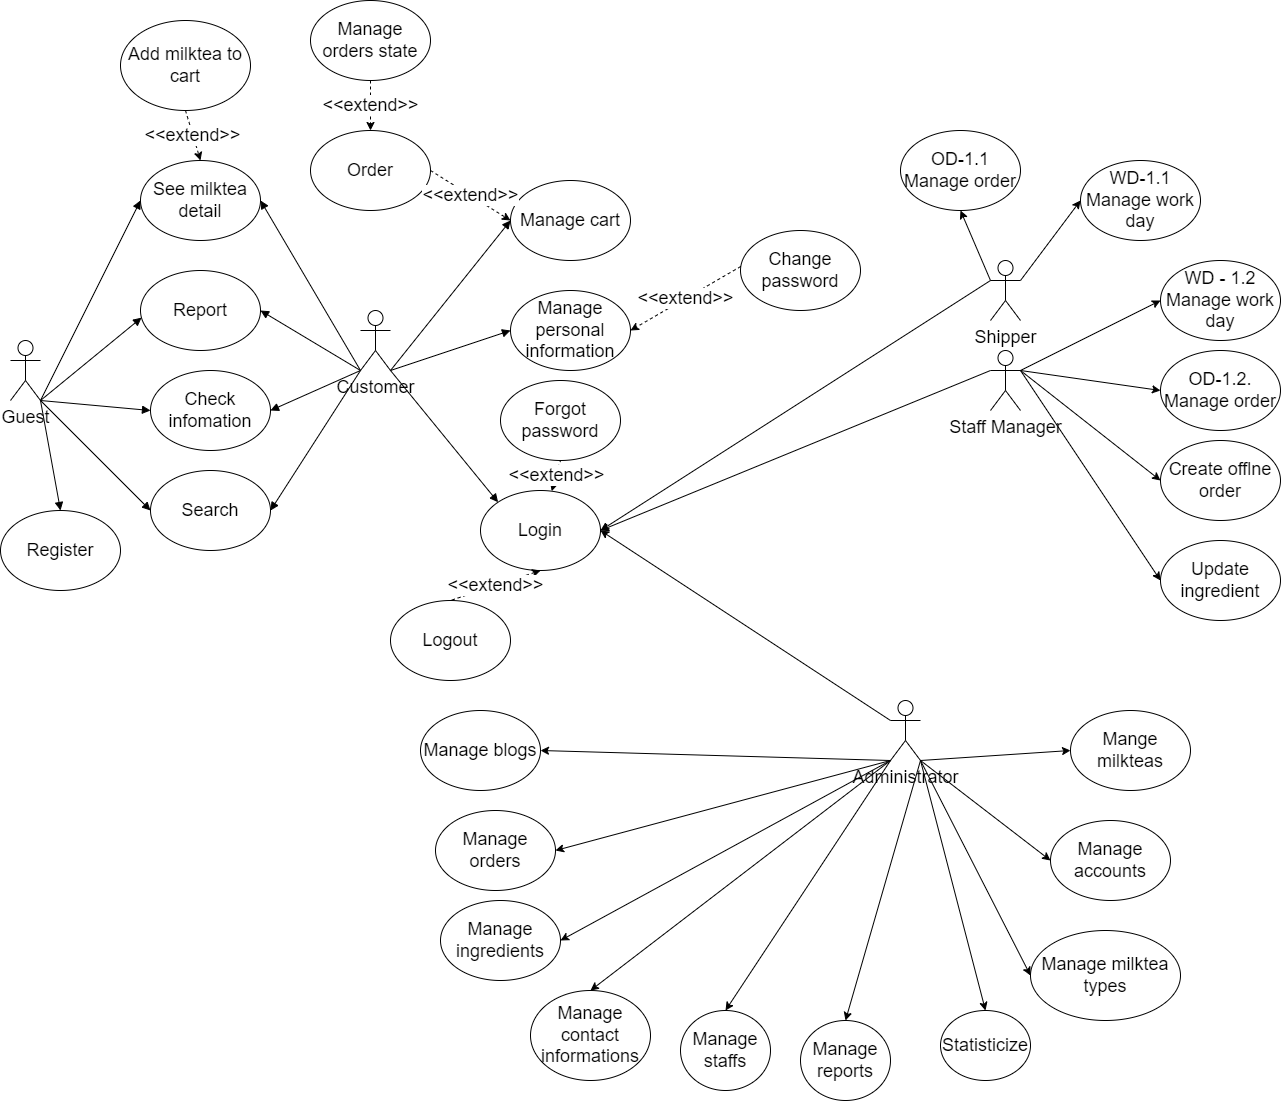 Manage
orders state
Add milktea to
cart
<<extend>>
<<extend>>
OD-1.1
Manage order
Order
WD-1.1
Manage work
day
See milktea
detail
<<extend>>
Manage cart
Change
password
WD - 1.2
Manage work
day
<<extend>>
Report
Manage
personal
information
Shipper
OD-1.2.
Manage order
Customer
Guest
Check
infomation
Forgot
password
Staff Manager
Create offlne
order
<<extend>>
Search
Login
Register
Update
ingredient
<<extend>>
Logout
Manage blogs
Mange
milkteas
Administrator
Manage
orders
Manage
accounts
Manage
ingredients
Manage milktea
types
Manage
contact
informations
Manage
staffs
Manage
reports
Statisticize